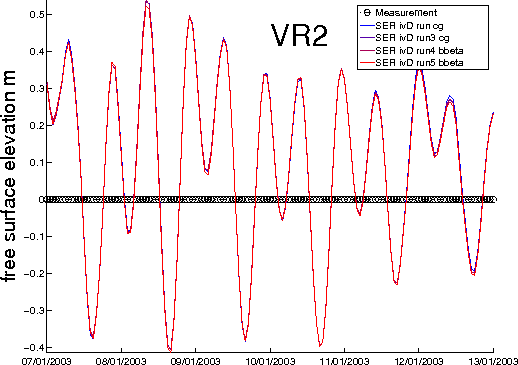 VR2
Measurement
SER ivD run cg
SER ivD run3 cg
SER ivD run4 bbeta
SER ivD run5 bbeta
free surface elevation m
0.5
0.4
0.3
0.2
0.1
0
-0.1
-0.2
-0.3
-0.4
07/01/2003 08/01/2003 09/01/2003 10/01/2003 11/01/2003 12/01/2003 13/01/2003